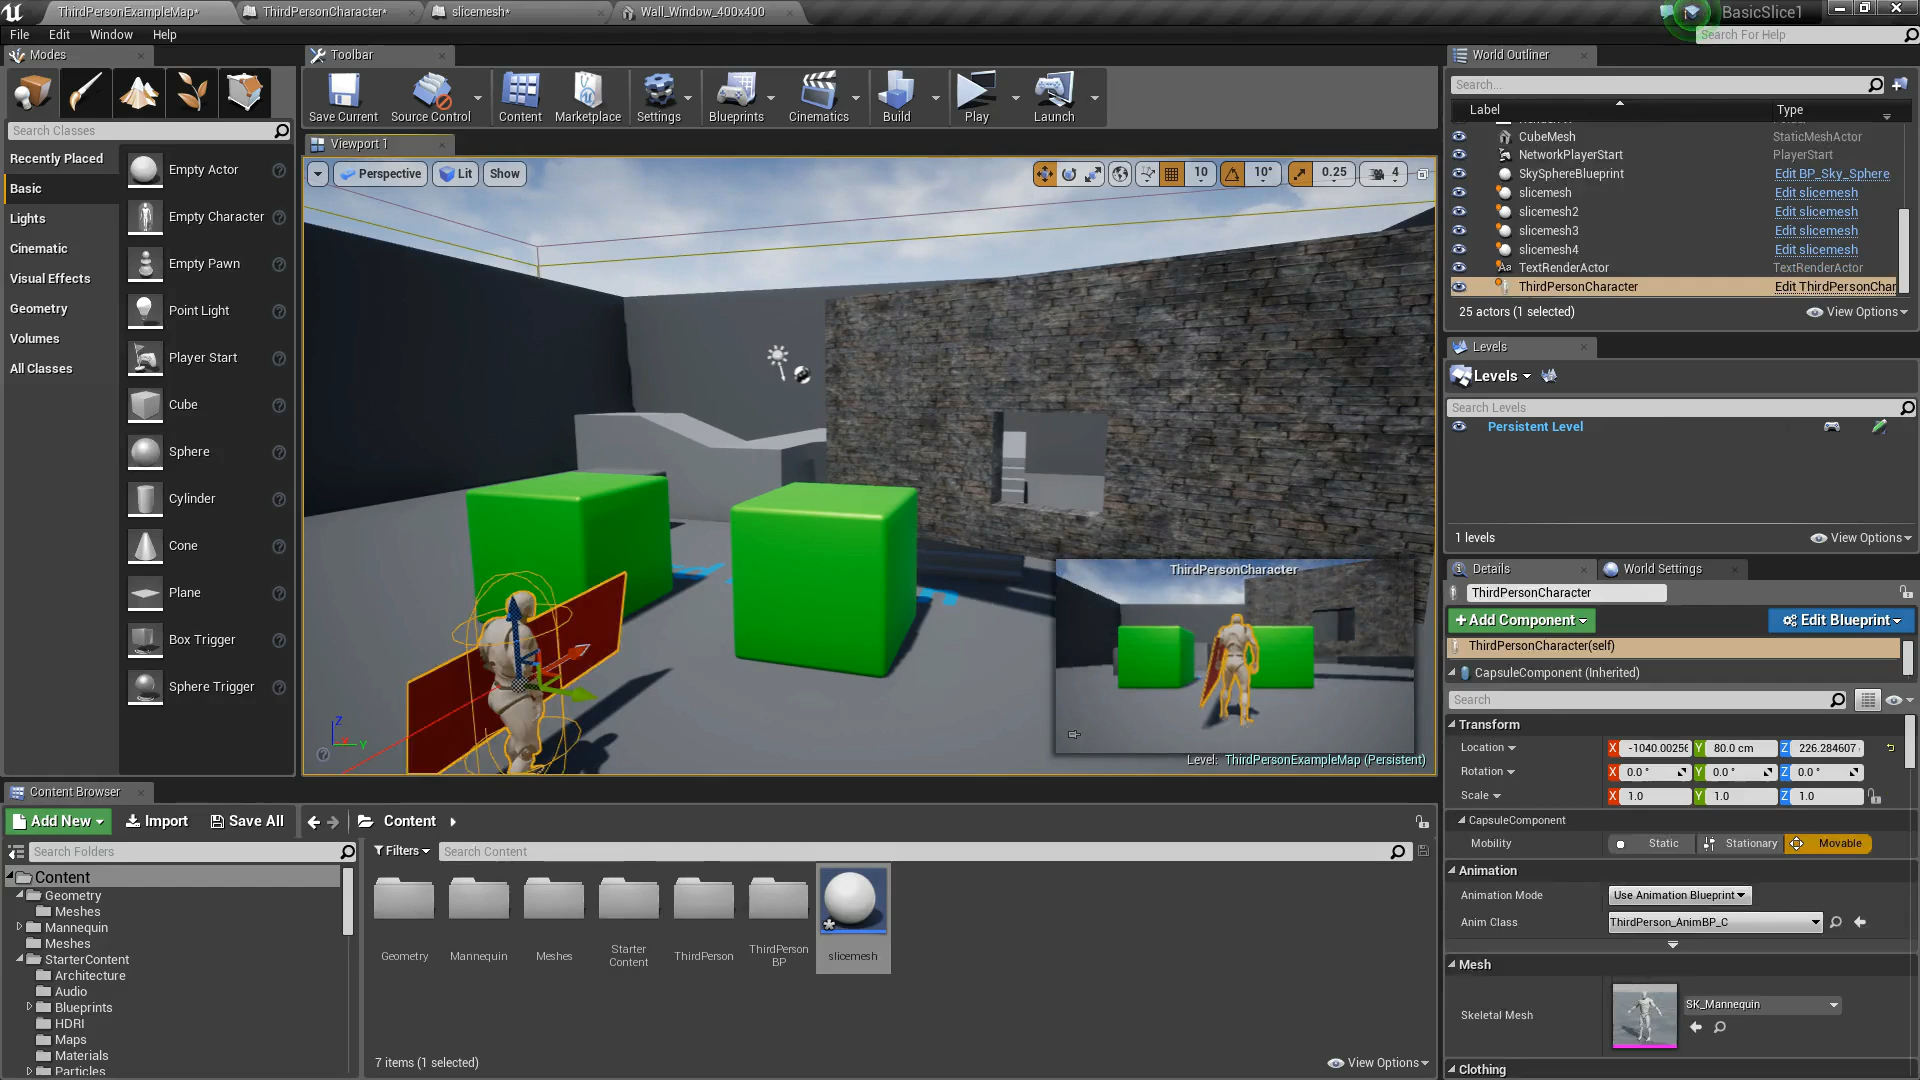 ThirdPersonExampleMap*
ThirdPersonCharacter*
slicemesh*
Wall_Window_400x400
BasicSlice1
File Edit Window Help
Search For Help
Modes
Toolbar
World Outliner
Save Current
Source Control
Content
Marketplace
Settings
Blueprints
Cinematics
Build
Play
Launch
Search...
Label
Type
Search Classes
Recently Placed
Basic
Lights
Cinematic
Visual Effects
Geometry
Volumes
All Classes
Empty Actor
Empty Character
Empty Pawn
Point Light
Player Start
Cube
Sphere
Cylinder
Cone
Plane
Box Trigger
Sphere Trigger
Viewport 1
Perspective
Lit
Show
10
10°
0.25
4
CubeMesh StaticMeshActor
NetworkPlayerStart PlayerStart
SkySphereBlueprint Edit BP_Sky_Sphere
slicemesh Edit slicemesh
slicemesh2 Edit slicemesh
slicemesh3 Edit slicemesh
slicemesh4 Edit slicemesh
TextRenderActor TextRenderActor
ThirdPersonCharacter Edit ThirdPersonChar
25 actors (1 selected)
View Options
Levels
Levels
Search Levels
Persistent Level
1 levels
View Options
ThirdPersonCharacter
Z
Y
Level: ThirdPersonExampleMap (Persistent)
Details
World Settings
ThirdPersonCharacter
+Add Component
Edit Blueprint
ThirdPersonCharacter(self)
CapsuleComponent (Inherited)
Search
Transform
Location X -1040.00256 Y 80.0 cm Z 226.284607
Rotation X 0.0 ° Y 0.0 ° Z 0.0 °
Scale X 1.0 Y 1.0 Z 1.0
CapsuleComponent
Mobility Static Stationary Movable
Animation
Animation Mode Use Animation Blueprint
Anim Class ThirdPerson_AnimBP_C
Mesh
Skeletal Mesh SK_Mannequin
Clothing
Content Browser
Add New
Import
Save All
Content
Search Folders
Filters
Search Content
Content
Geometry
Meshes
Mannequin
Meshes
StarterContent
Architecture
Audio
Blueprints
HDRI
Maps
Materials
Particles
Geometry
Mannequin
Meshes
Starter
Content
ThirdPerson
ThirdPerson
BP
slicemesh
7 items (1 selected)
View Options